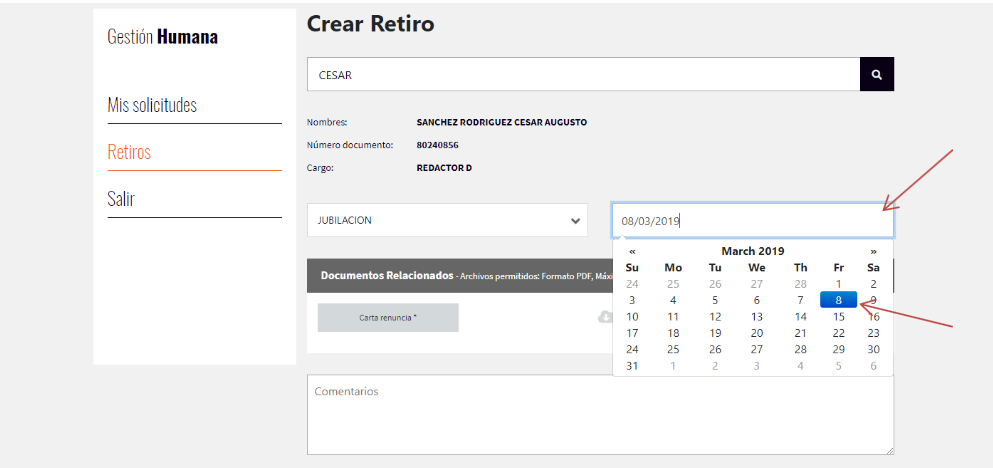 Gestión Humana
Mis solicitudes
Retiros
Salir
Crear Retiro
CESAR
Nombres: SANCHEZ RODRIGUEZ CESAR AUGUSTO
Número documento: 80240856
Cargo: REDACTOR D
JUBILACION
08/03/2019
« March 2019 »
Su Mo Tu We Th Fr Sa
24 25 26 27 28 1 2
3 4 5 6 7 8 9
10 11 12 13 14 15 16
17 18 19 20 21 22 23
24 25 26 27 28 29 30
31 1 2 3 4 5 6
Documentos Relacionados - Archivos permitidos: Formato PDF, Máxi
Carta renuncia *
Comentarios